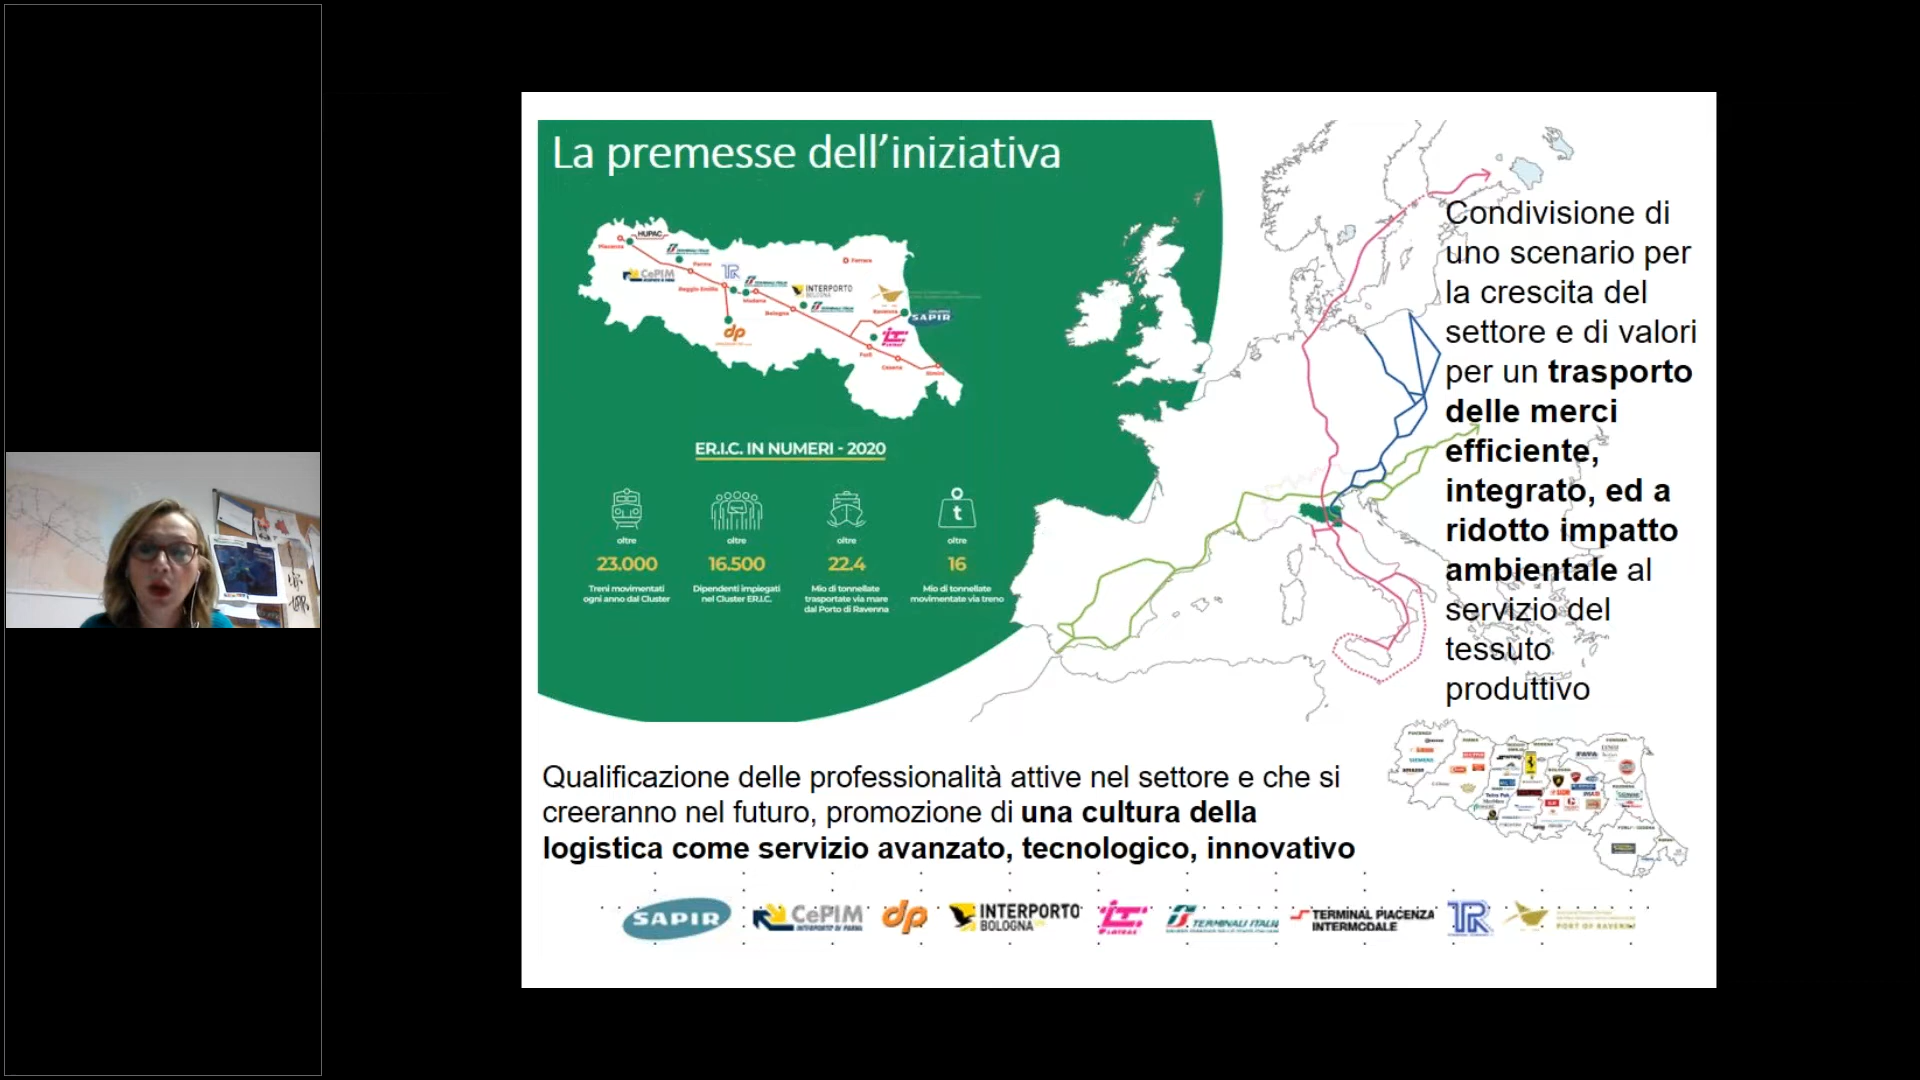 La premesse dell'iniziativa
HUPAC
Piacenza
CePIM
Parma
TR
Reggio Emilia
Modena
INTERPORTO
BOLOGNA
Bologna
Ferrara
Ravenna
SAPIR
dp
Forlì
Cesena
Rimini
ER.I.C. IN NUMERI - 2020
oltre
23.000
Treni movimentati
ogni anno dal Cluster
oltre
16.500
Dipendenti impiegati
nel Cluster ER.I.C.
oltre
22.4
Mio di tonnellate
trasportate via mare
dal Porto di Ravenna
t
oltre
16
Mio di tonnellate
movimentate via treno
Condivisione di
uno scenario per
la crescita del
settore e di valori
per un trasporto
delle merci
efficiente,
integrato, ed a
ridotto impatto
ambientale al
servizio del
tessuto
produttivo
Qualificazione delle professionalità attive nel settore e che si
creeranno nel futuro, promozione di una cultura della
logistica come servizio avanzato, tecnologico, innovativo
SIEMENS
SAPIR
CePIM
INTERPORTO DI PARMA
dp
INTERPORTO
BOLOGNA
LOTRAS
TERMINALI ITALIA
TERMINAL PIACENZA
INTERMODALE
TR
PORT OF RAVENNA